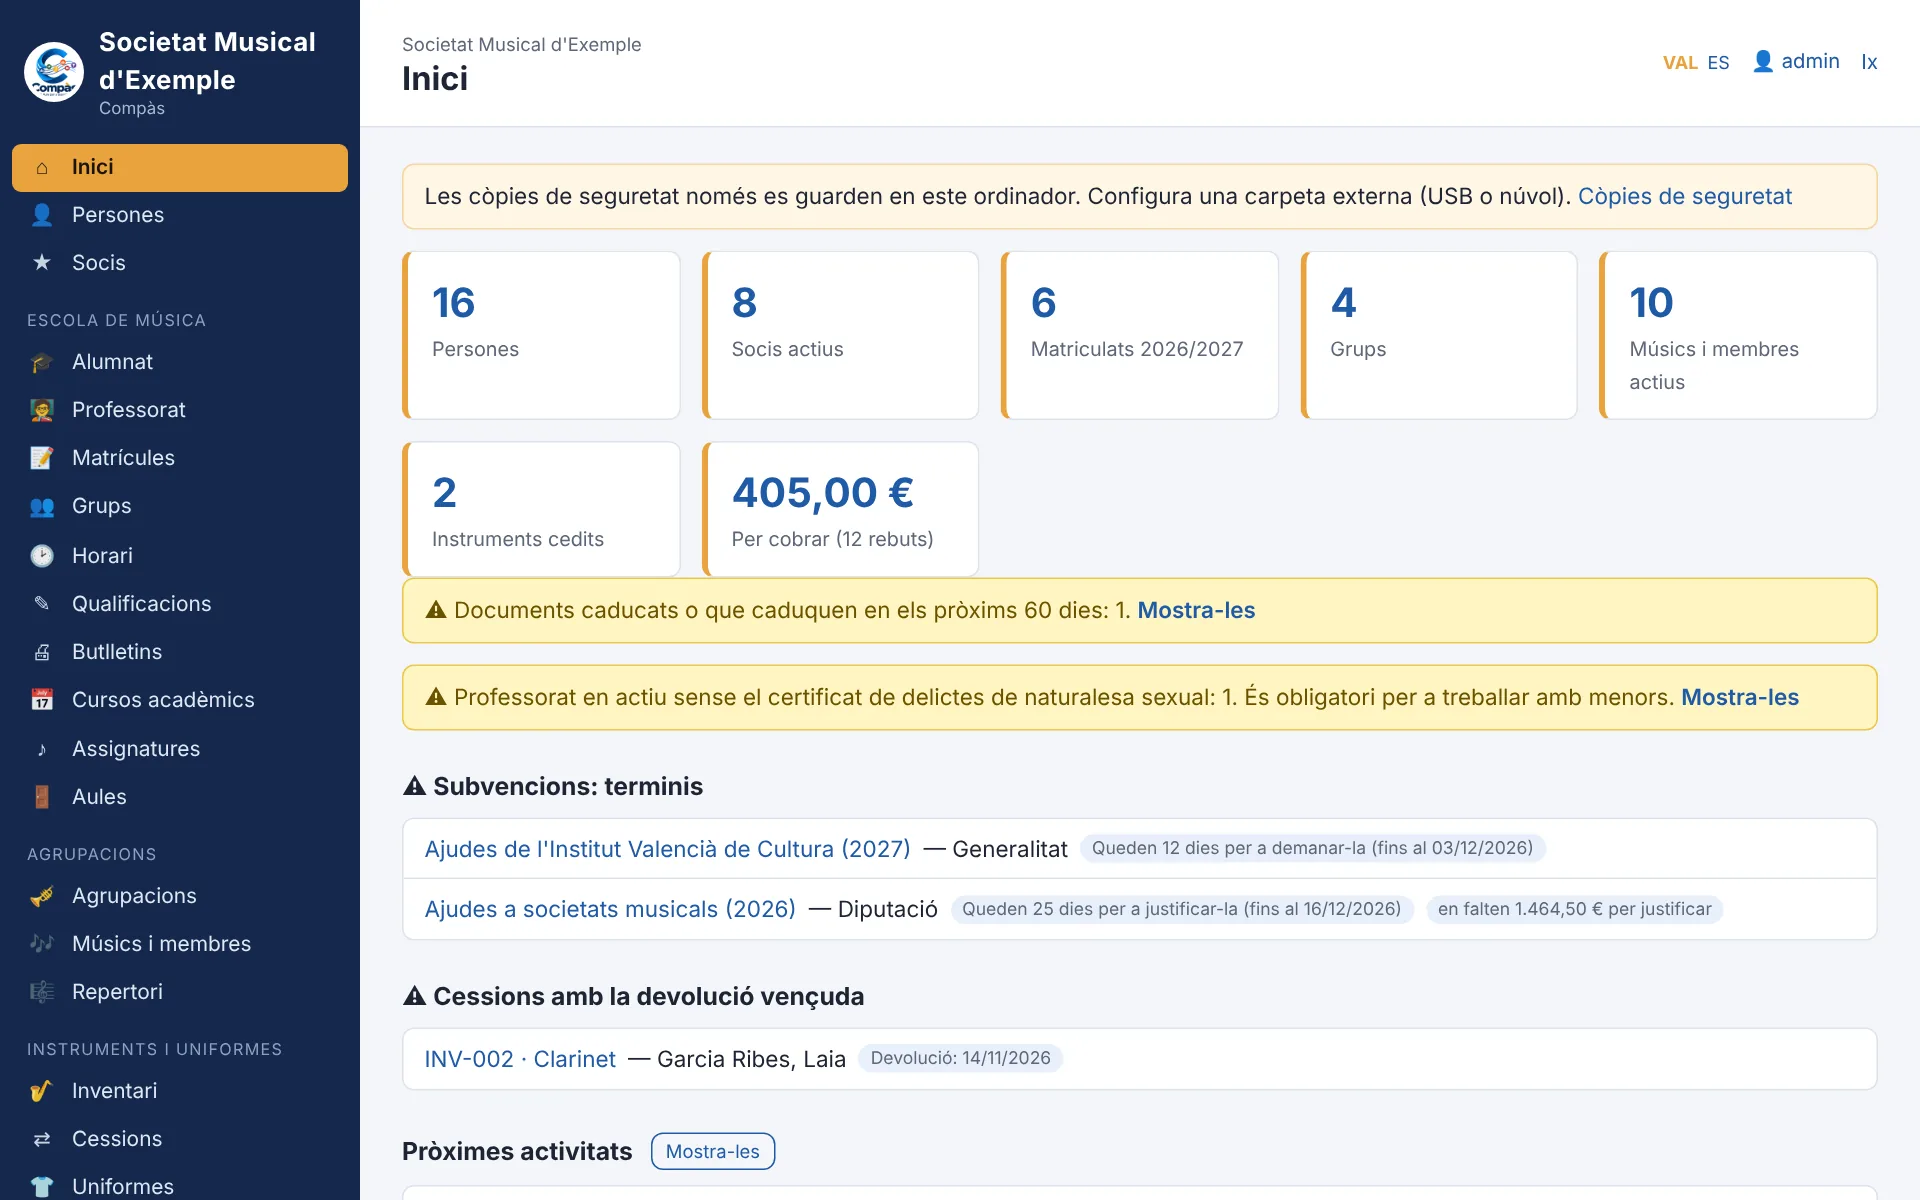 Societat Musical
d'Exemple
Compàs
Compàs
Inici
Persones
Socis
ESCOLA DE MÚSICA
Alumnat
Professorat
Matrícules
Grups
Horari
Qualificacions
Butlletins
Cursos acadèmics
Assignatures
Aules
AGRUPACIONS
Agrupacions
Músics i membres
Repertori
INSTRUMENTS I UNIFORMES
Inventari
Cessions
Uniformes
Societat Musical d'Exemple
Inici
VAL ES admin Ix
Les còpies de seguretat només es guarden en este ordinador. Configura una carpeta externa (USB o núvol). Còpies de seguretat
16
Persones
8
Socis actius
6
Matriculats 2026/2027
4
Grups
10
Músics i membres
actius
2
Instruments cedits
405,00 €
Per cobrar (12 rebuts)
⚠ Documents caducats o que caduquen en els pròxims 60 dies: 1. Mostra-les
⚠ Professorat en actiu sense el certificat de delictes de naturalesa sexual: 1. És obligatori per a treballar amb menors. Mostra-les
⚠ Subvencions: terminis
Ajudes de l'Institut Valencià de Cultura (2027) — Generalitat Queden 12 dies per a demanar-la (fins al 03/12/2026)
Ajudes a societats musicals (2026) — Diputació Queden 25 dies per a justificar-la (fins al 16/12/2026) en falten 1.464,50 € per justificar
⚠ Cessions amb la devolució vençuda
INV-002 · Clarinet — Garcia Ribes, Laia Devolució: 14/11/2026
Pròximes activitats Mostra-les